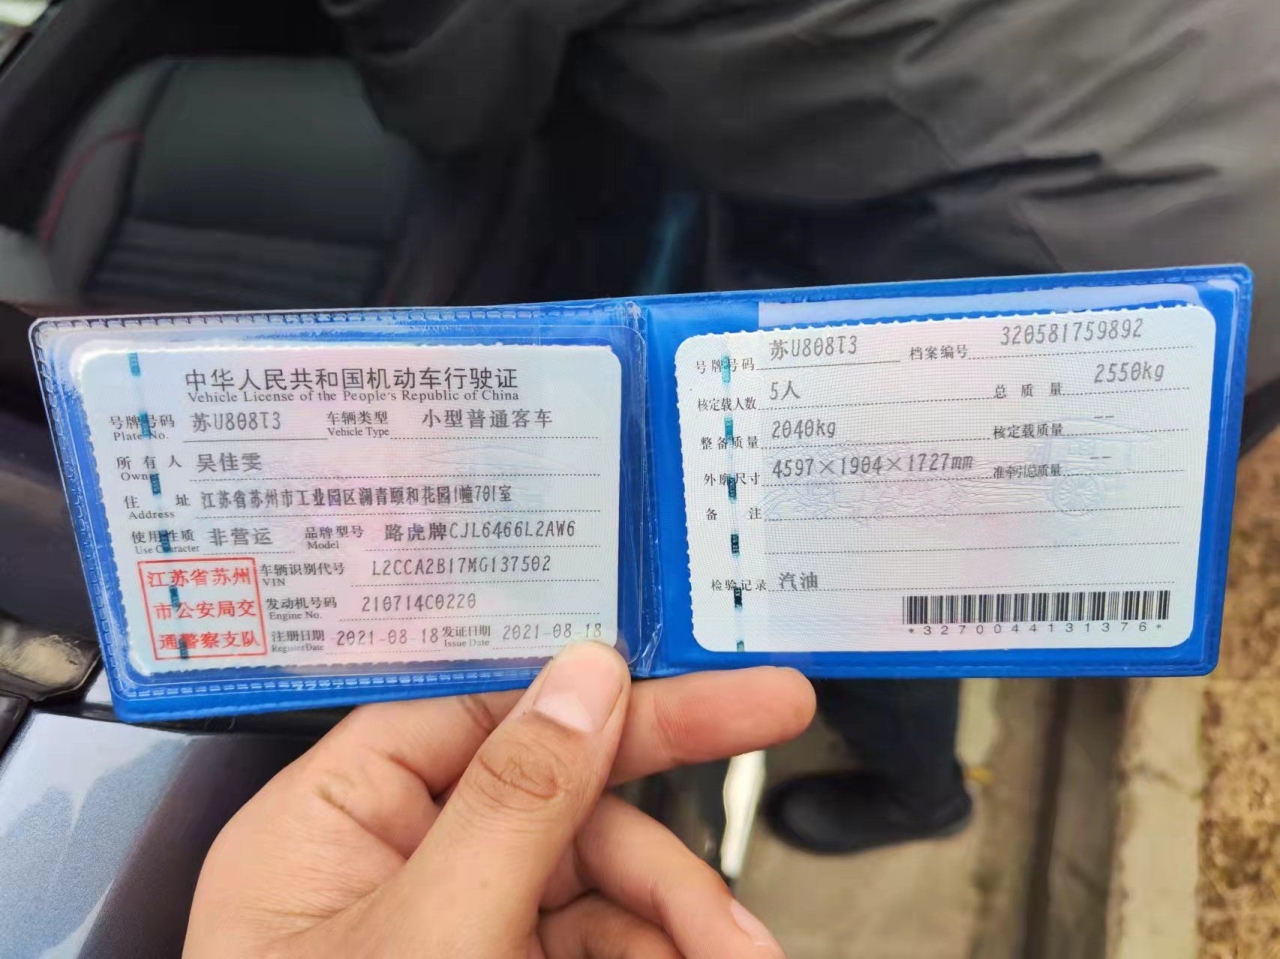 中华人民共和国机动车行驶证
Vehicle License of the People's Republic of China
号牌号码 苏U808T3 车辆类型 小型普通客车
Plate No. Vehicle Type
所有人 吴佳雯
Owner
住址 江苏省苏州市工业园区澜青颐和花园1幢701室
Address
使用性质 非营运 品牌型号 路虎牌CJL6466L2AW6
Use Character Model
江苏省苏州
市公安局交
通警察支队
车辆识别代号 L2CCA2B17MG137502
VIN
发动机号码 210714C0220
Engine No.
注册日期 2021-08-18 发证日期 2021-08-18
Register Date Issue Date
号牌号码 苏U808T3 档案编号 320581759892
核定载人数 5人 总质量 2550kg
整备质量 2040kg 核定载质量 --
外廓尺寸 4597×1904×1727mm 准牵引总质量 --
备注
检验记录 汽油
*3270044131376*